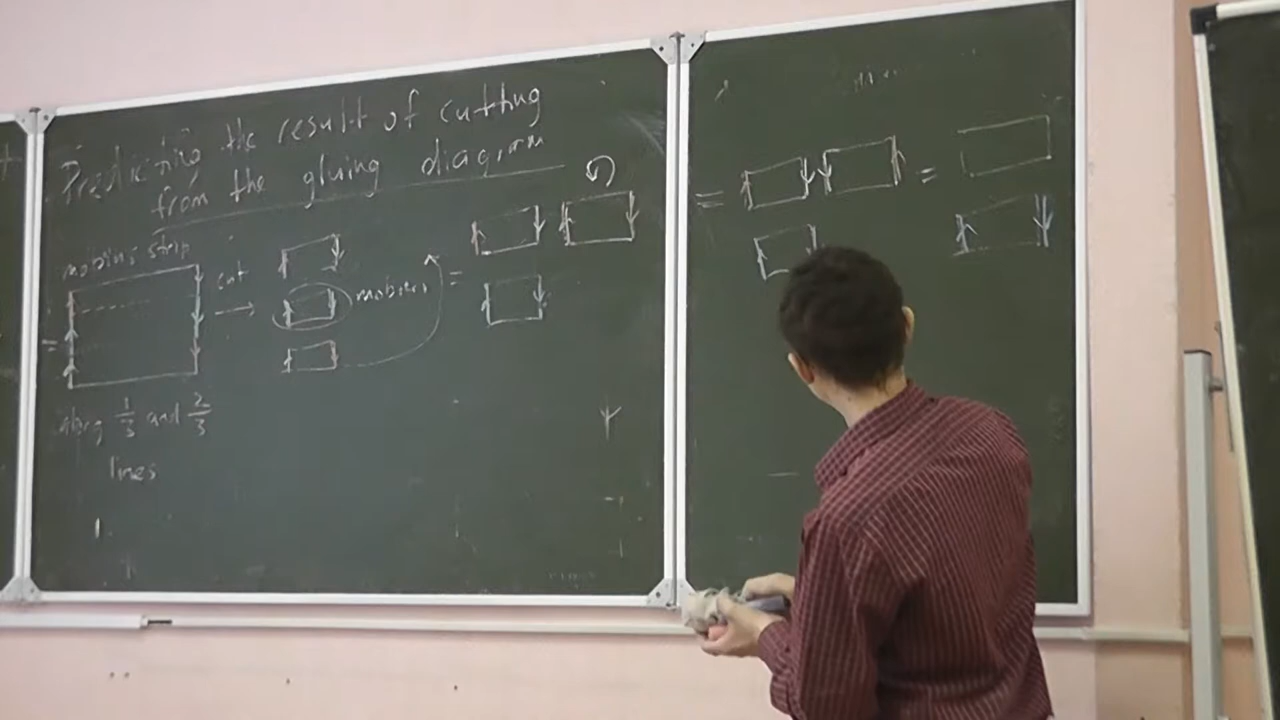 Predicting the result of cutting
from the gluing diagram
mobius strip
cut
mobius
=
=
=
=
along 1/3 and 2/3
lines